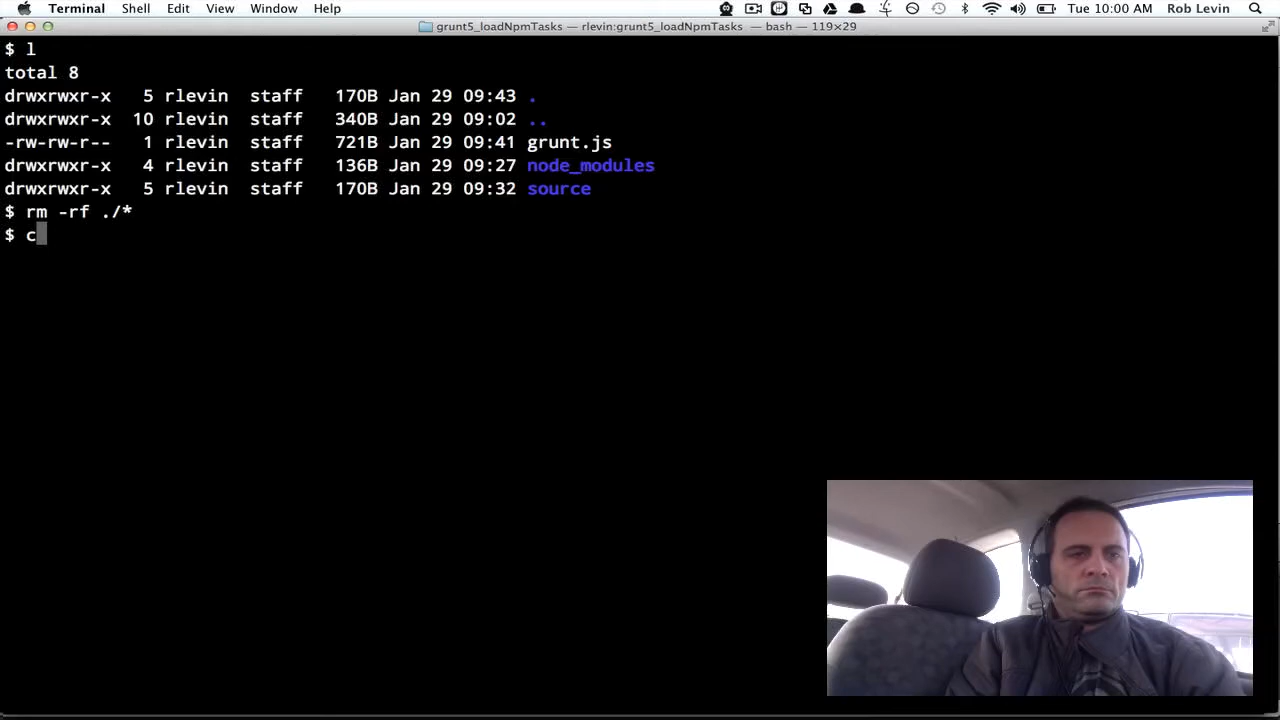 Terminal Shell Edit View Window Help Tue 10:00 AM Rob Levin
grunt5_loadNpmTasks — rlevin:grunt5_loadNpmTasks — bash — 119×29
$ l
total 8
drwxrwxr-x 5 rlevin staff 170B Jan 29 09:43 .
drwxrwxr-x 10 rlevin staff 340B Jan 29 09:02 ..
-rw-rw-r-- 1 rlevin staff 721B Jan 29 09:41 grunt.js
drwxrwxr-x 4 rlevin staff 136B Jan 29 09:27 node_modules
drwxrwxr-x 5 rlevin staff 170B Jan 29 09:32 source
$ rm -rf ./*
$ c